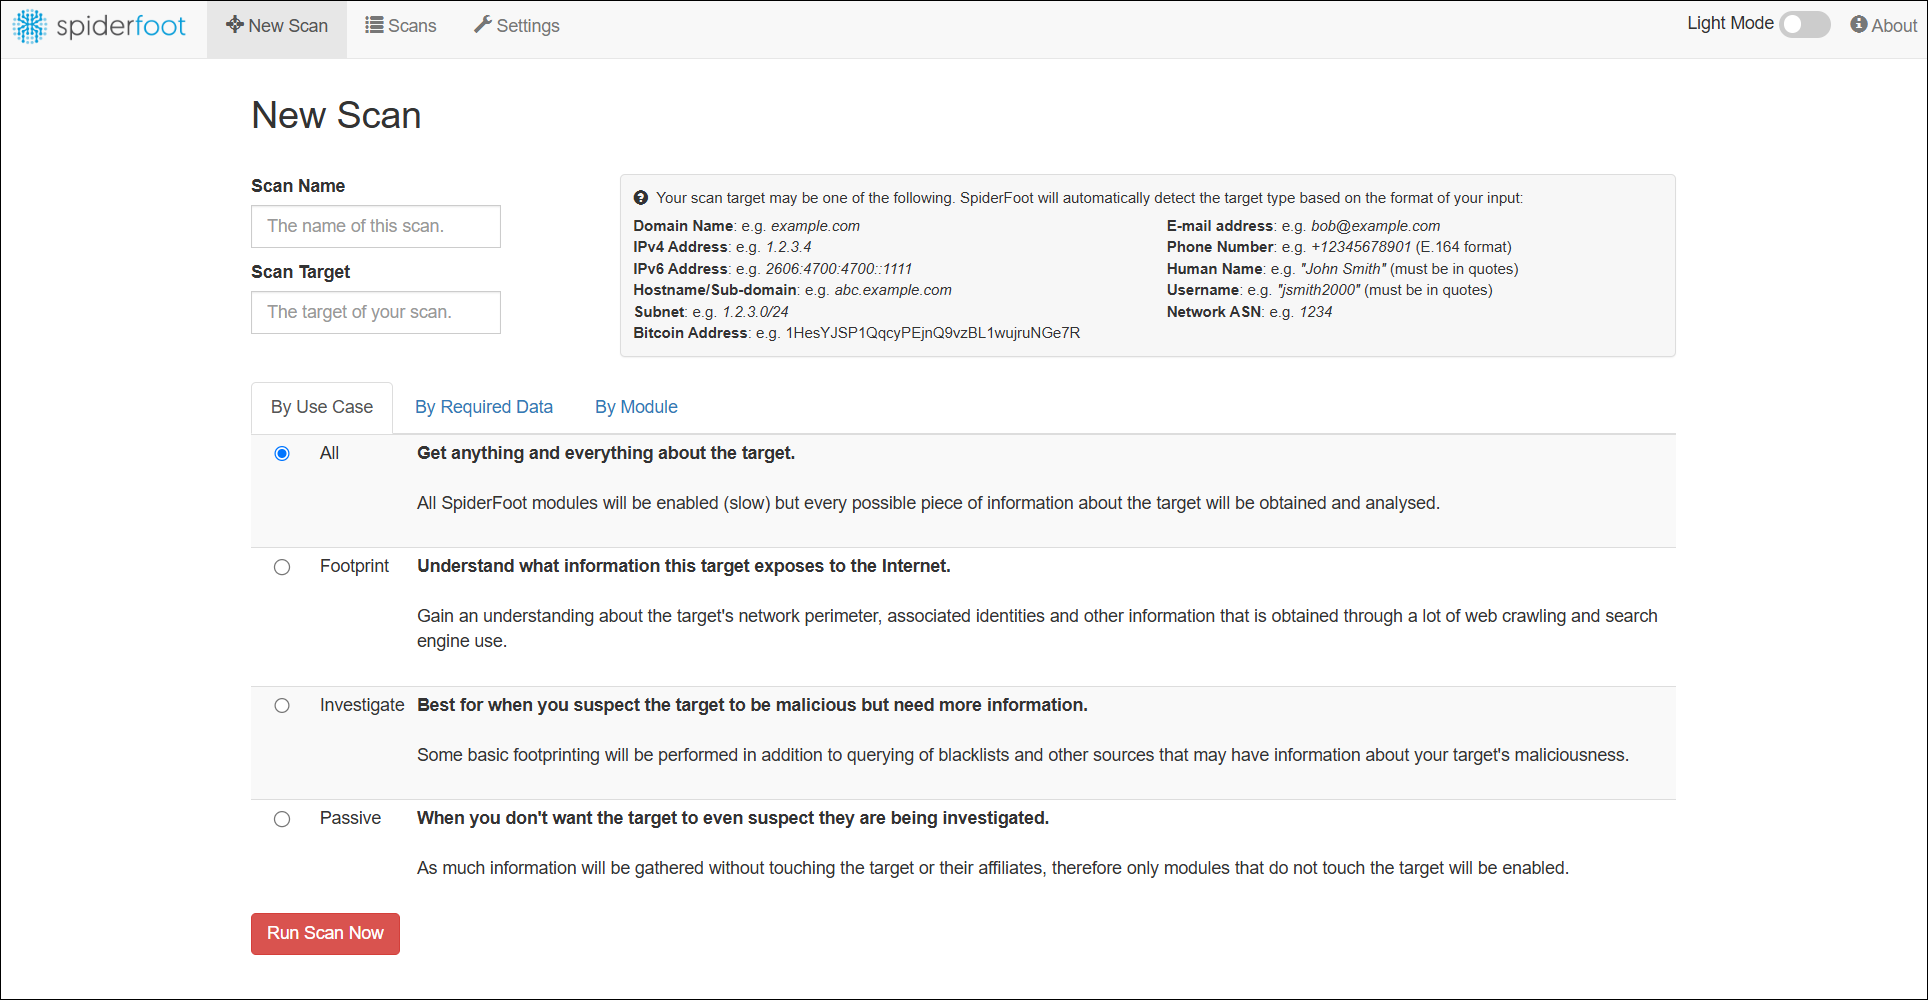 spiderfoot
New Scan
Scans
Settings
Light Mode
About
New Scan
Scan Name
The name of this scan.
Scan Target
The target of your scan.
Your scan target may be one of the following. SpiderFoot will automatically detect the target type based on the format of your input:
Domain Name: e.g. example.com
IPv4 Address: e.g. 1.2.3.4
IPv6 Address: e.g. 2606:4700:4700::1111
Hostname/Sub-domain: e.g. abc.example.com
Subnet: e.g. 1.2.3.0/24
Bitcoin Address: e.g. 1HesYJSP1QqcyPEjnQ9vzBL1wujruNGe7R
E-mail address: e.g. bob@example.com
Phone Number: e.g. +12345678901 (E.164 format)
Human Name: e.g. "John Smith" (must be in quotes)
Username: e.g. "jsmith2000" (must be in quotes)
Network ASN: e.g. 1234
By Use Case
By Required Data
By Module
All
Get anything and everything about the target.
All SpiderFoot modules will be enabled (slow) but every possible piece of information about the target will be obtained and analysed.
Footprint
Understand what information this target exposes to the Internet.
Gain an understanding about the target's network perimeter, associated identities and other information that is obtained through a lot of web crawling and search
engine use.
Investigate
Best for when you suspect the target to be malicious but need more information.
Some basic footprinting will be performed in addition to querying of blacklists and other sources that may have information about your target's maliciousness.
Passive
When you don't want the target to even suspect they are being investigated.
As much information will be gathered without touching the target or their affiliates, therefore only modules that do not touch the target will be enabled.
Run Scan Now